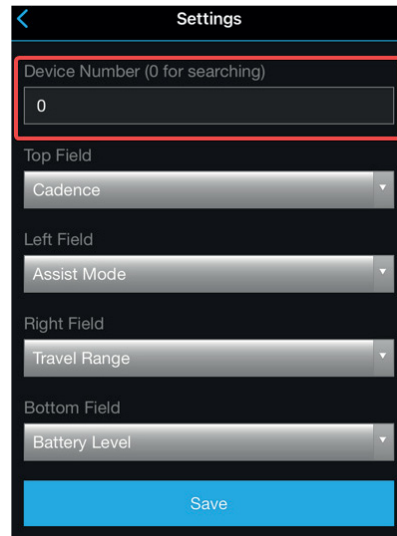 Settings
Device Number (0 for searching)
0
Top Field
Cadence
Left Field
Assist Mode
Right Field
Travel Range
Bottom Field
Battery Level
Save